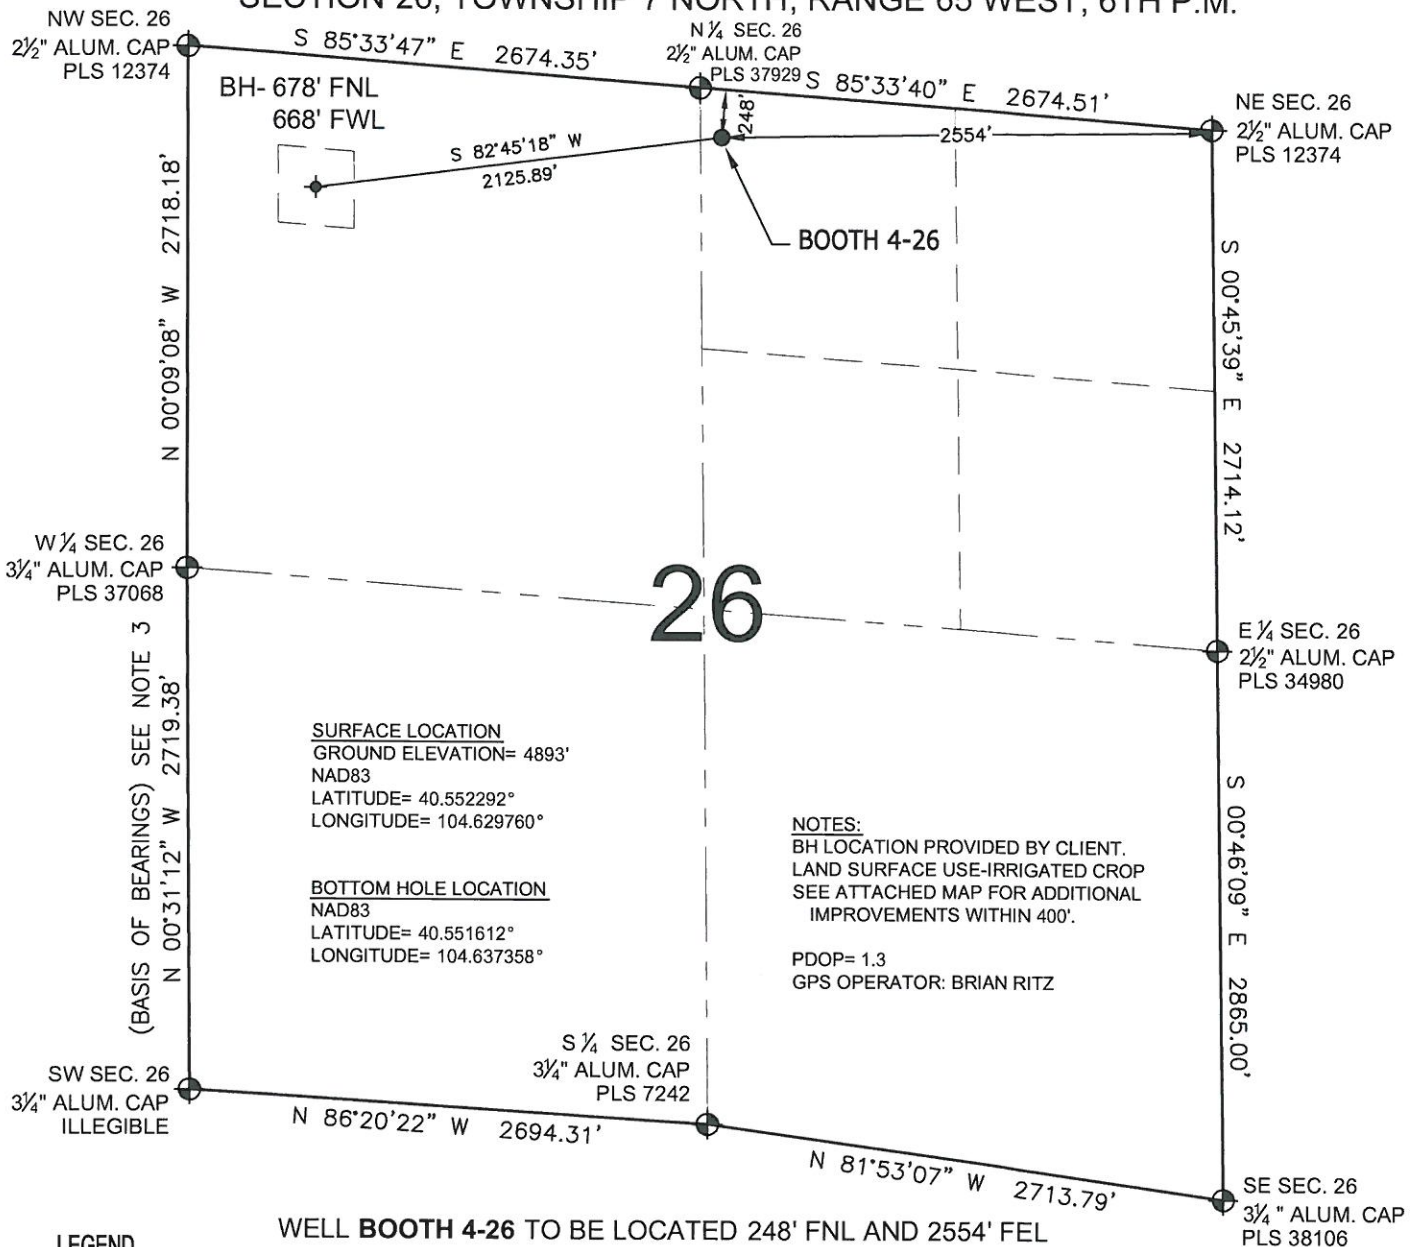 SECTION 26, TOWNSHIP 7 NORTH, RANGE 65 WEST, 6TH P.M.
NW SEC. 26
2½" ALUM. CAP
PLS 12374
S 85°33'47" E 2674.35'
N ¼ SEC. 26
2½" ALUM. CAP
PLS 37929
S 85°33'40" E 2674.51'
NE SEC. 26
2½" ALUM. CAP
PLS 12374
BH- 678' FNL
668' FWL
S 82°45'18" W
2125.89'
248'
2554'
BOOTH 4-26
N 00°09'08" W 2718.18'
S 00°45'39" E 2714.12'
W ¼ SEC. 26
3¼" ALUM. CAP
PLS 37068
26
E ¼ SEC. 26
2½" ALUM. CAP
PLS 34980
(BASIS OF BEARINGS) SEE NOTE 3
N 00°31'12" W 2719.38'
SURFACE LOCATION
GROUND ELEVATION= 4893'
NAD83
LATITUDE= 40.552292°
LONGITUDE= 104.629760°
BOTTOM HOLE LOCATION
NAD83
LATITUDE= 40.551612°
LONGITUDE= 104.637358°
NOTES:
BH LOCATION PROVIDED BY CLIENT.
LAND SURFACE USE-IRRIGATED CROP
SEE ATTACHED MAP FOR ADDITIONAL
IMPROVEMENTS WITHIN 400'.
PDOP= 1.3
GPS OPERATOR: BRIAN RITZ
S 00°46'09" E 2865.00'
SW SEC. 26
3¼" ALUM. CAP
ILLEGIBLE
S ¼ SEC. 26
3¼" ALUM. CAP
PLS 7242
N 86°20'22" W 2694.31'
N 81°53'07" W 2713.79'
SE SEC. 26
3¼" ALUM. CAP
PLS 38106
LEGEND
WELL BOOTH 4-26 TO BE LOCATED 248' FNL AND 2554' FEL